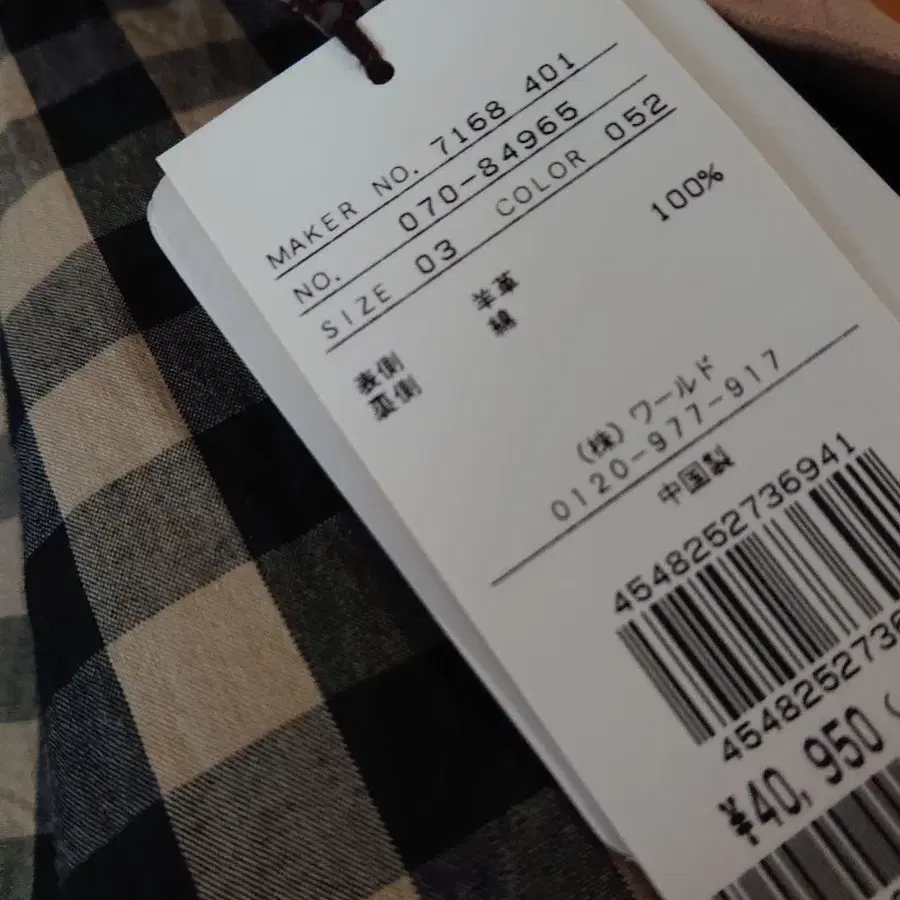 MAKER NO. 7168 401
NO. 070-84965
SIZE 03 COLOR 052
表側 羊革
裏側 綿 100%
(株)ワールド
0120-977-917
中国製
4548252736941
454825273
¥40,950(